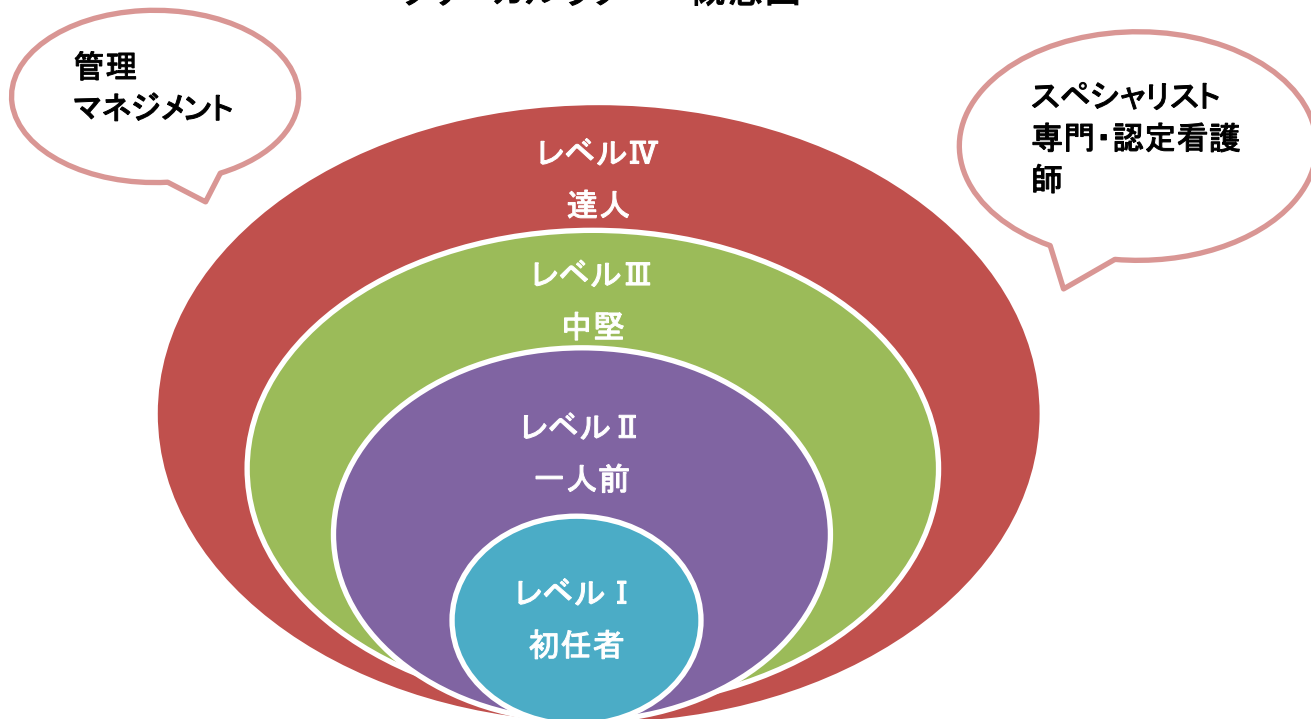 管理
マネジメント
スペシャリスト
専門・認定看護
師
レベルⅣ
達人
レベルⅢ
中堅
レベルⅡ
一人前
レベルⅠ
初任者